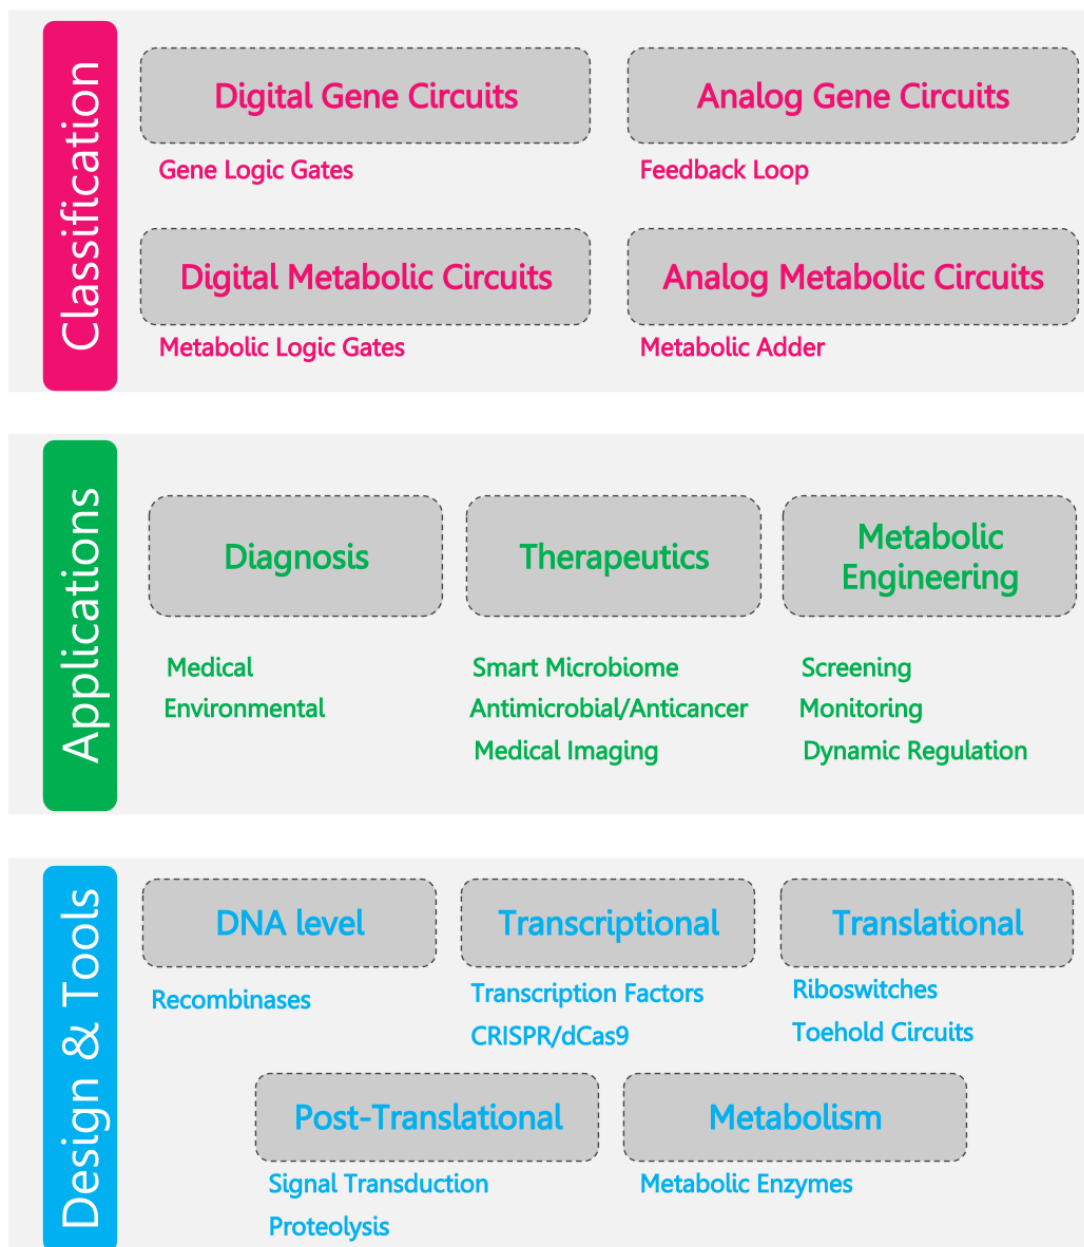 Classification
Digital Gene Circuits
Analog Gene Circuits
Gene Logic Gates
Feedback Loop
Digital Metabolic Circuits
Analog Metabolic Circuits
Metabolic Logic Gates
Metabolic Adder
Applications
Diagnosis
Therapeutics
Metabolic
Engineering
Medical
Environmental
Smart Microbiome
Antimicrobial/Anticancer
Medical Imaging
Screening
Monitoring
Dynamic Regulation
Design & Tools
DNA level
Recombinases
Transcriptional
Transcription Factors
CRISPR/dCas9
Translational
Riboswitches
Toehold Circuits
Post-Translational
Signal Transduction
Proteolysis
Metabolism
Metabolic Enzymes